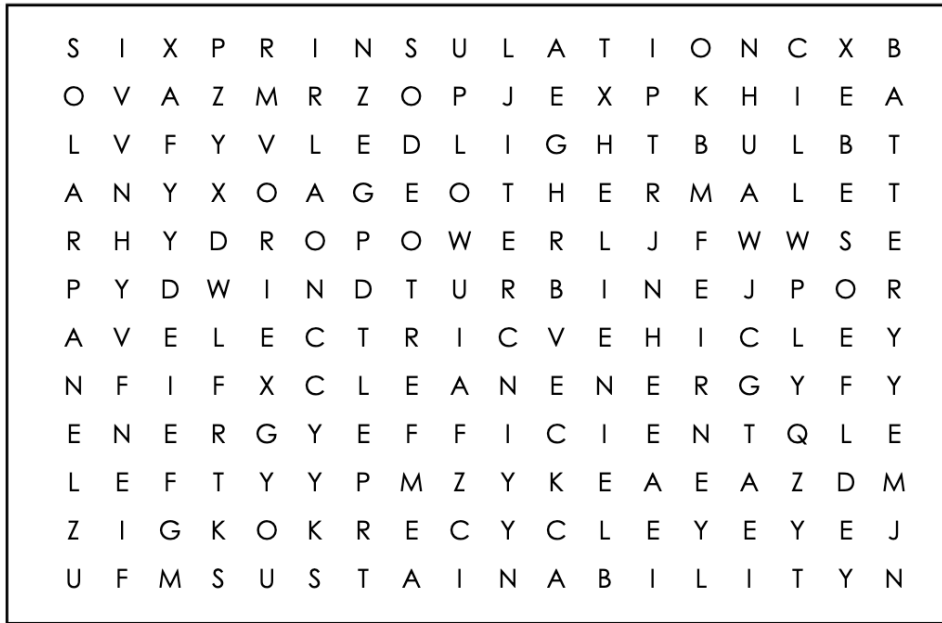 S I X P R I N S U L A T I O N C X B
O V A Z M R Z O P J E X P K H I E A
L V F Y V L E D L I G H T B U L B T
A N Y X O A G E O T H E R M A L E T
R H Y D R O P O W E R L J F W W S E
P Y D W I N D T U R B I N E J P O R
A V E L E C T R I C V E H I C L E Y
N F I F X C L E A N E N E R G Y F Y
E N E R G Y E F F I C I E N T Q L E
L E F T Y Y P M Z Y K E A E A Z D M
Z I G K O K R E C Y C L E Y E Y E J
U F M S U S T A I N A B I L I T Y N